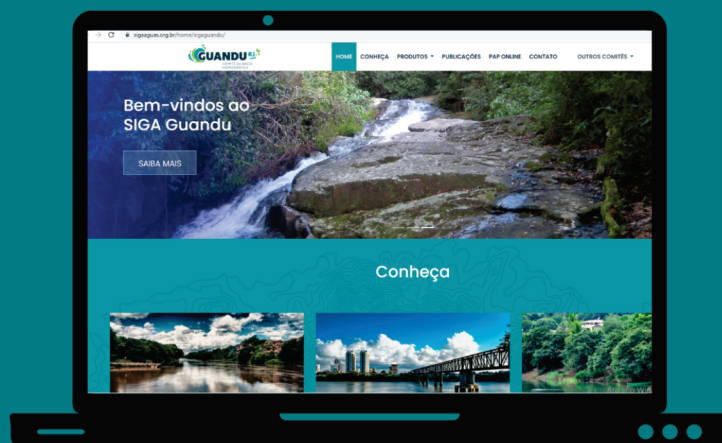 sigaaguas.org.br/home/sigaguandu/
GUANDU RJ
HOME CONHEÇA PRODUTOS PUBLICAÇÕES PAP ONLINE CONTATO OUTROS COMITÊS
Bem-vindos ao
SIGA Guandu
SAIBA MAIS
Conheça